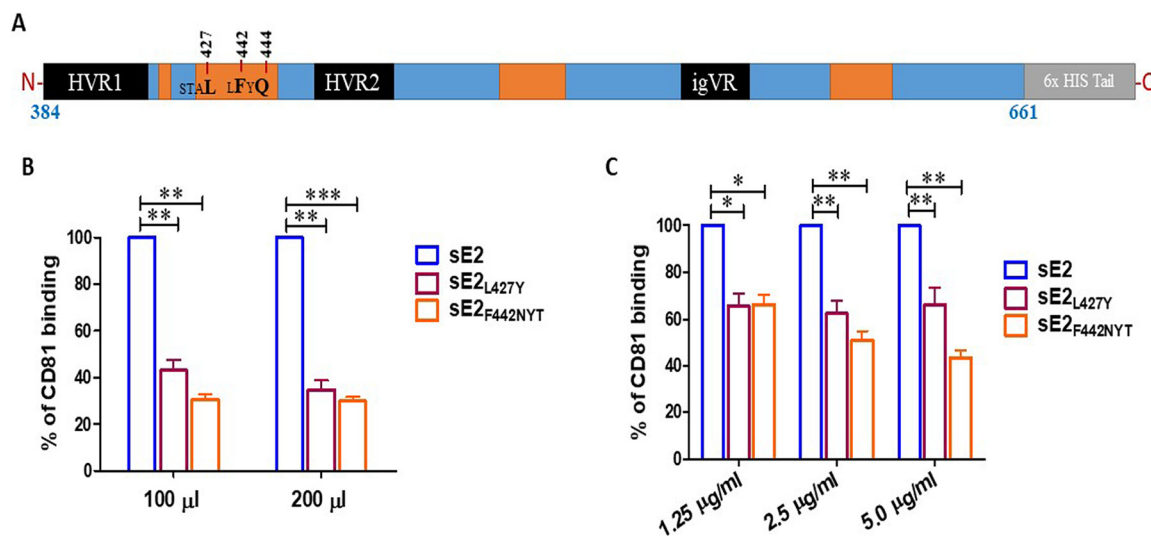 A
427 442 444
N- HVR1 STAL LFYQ HVR2 igVR 6x HIS Tail -C
384 661
B
** 
**
***
**
% of CD81 binding
100
80
60
40
20
0
100 µl 200 µl
sE2
sE2L427Y
sE2F442NYT
C
*
*
**
**
**
**
% of CD81 binding
100
80
60
40
20
0
1.25 µg/ml 2.5 µg/ml 5.0 µg/ml
sE2
sE2L427Y
sE2F442NYT